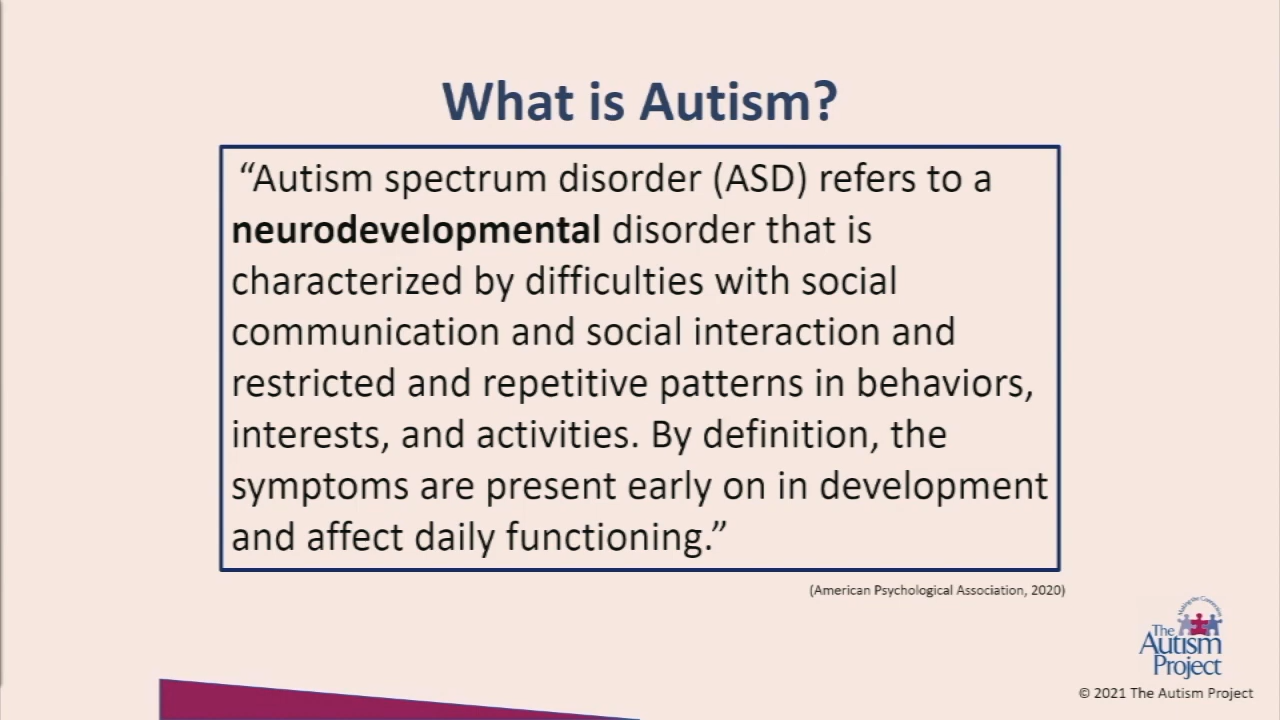 What is Autism?
“Autism spectrum disorder (ASD) refers to a
neurodevelopmental disorder that is
characterized by difficulties with social
communication and social interaction and
restricted and repetitive patterns in behaviors,
interests, and activities. By definition, the
symptoms are present early on in development
and affect daily functioning.”
(American Psychological Association, 2020)
Making the Connection
The
Autism
Project
© 2021 The Autism Project